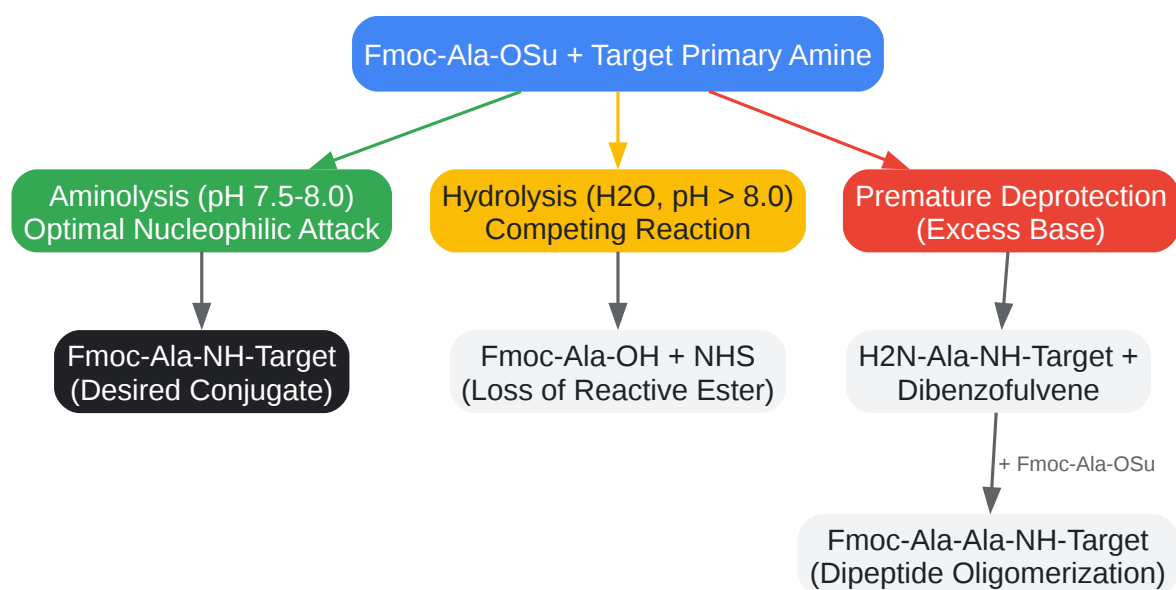 Fmoc-Ala-OSu + Target Primary Amine
Aminolysis (pH 7.5-8.0)
Optimal Nucleophilic Attack
Hydrolysis (H2O, pH > 8.0)
Competing Reaction
Premature Deprotection
(Excess Base)
Fmoc-Ala-NH-Target
(Desired Conjugate)
Fmoc-Ala-OH + NHS
(Loss of Reactive Ester)
H2N-Ala-NH-Target +
Dibenzofulvene
+ Fmoc-Ala-OSu
Fmoc-Ala-Ala-NH-Target
(Dipeptide Oligomerization)